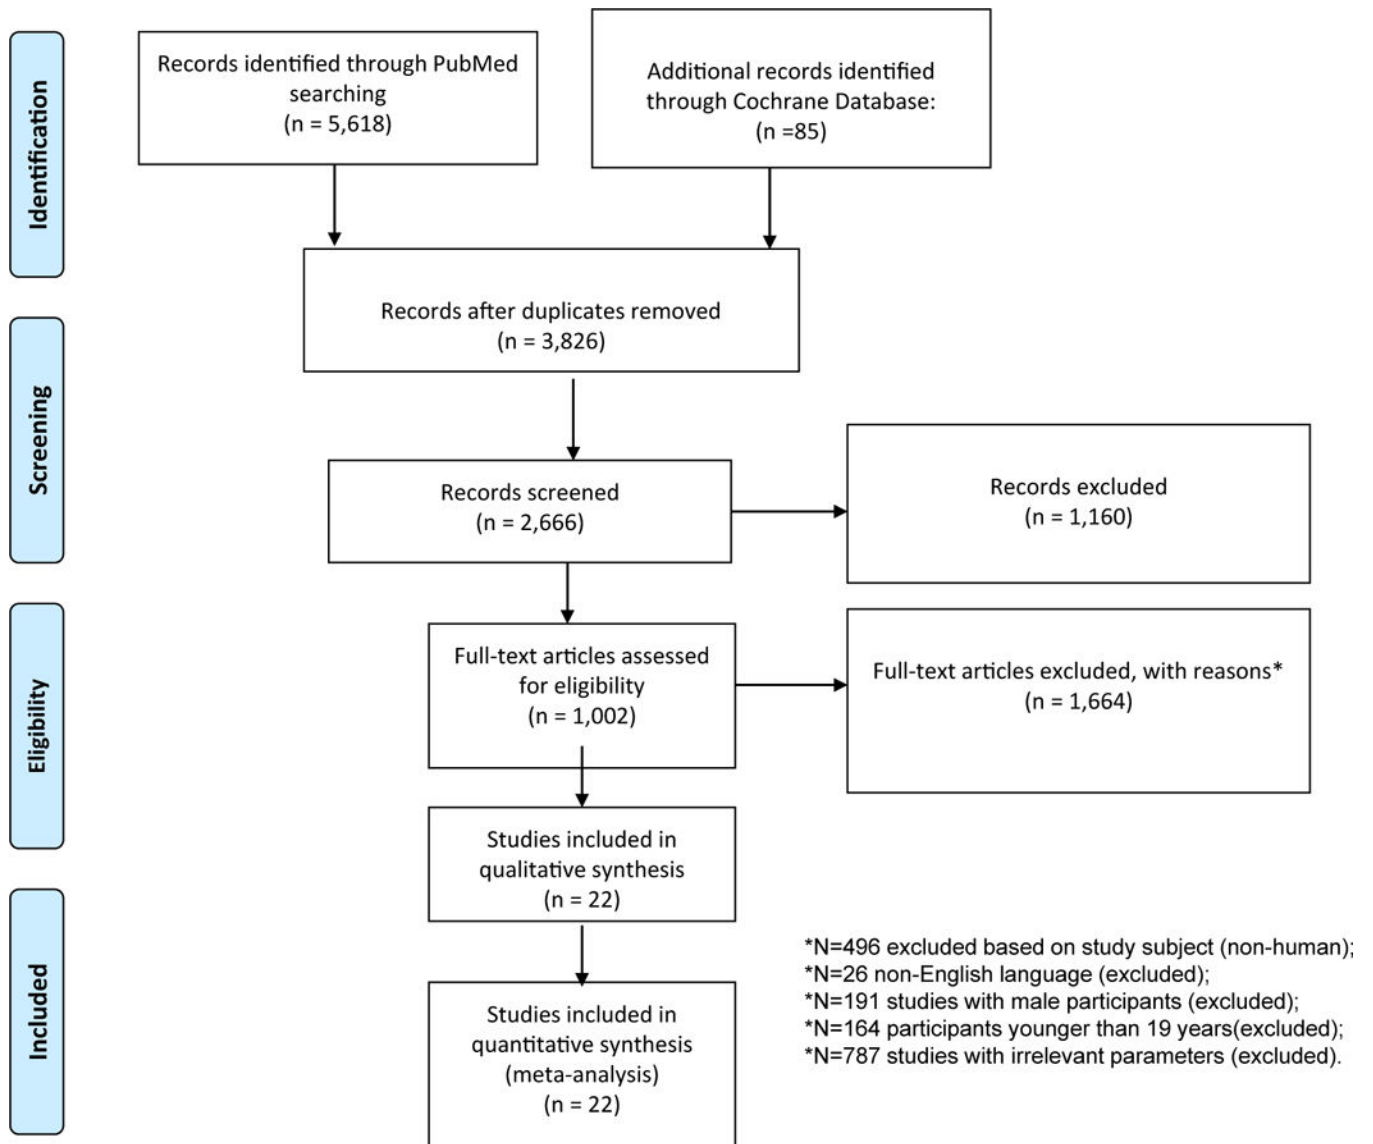 Identification
Records identified through PubMed
searching
(n = 5,618)
Additional records identified
through Cochrane Database:
(n =85)
Records after duplicates removed
(n = 3,826)
Screening
Records screened
(n = 2,666)
Records excluded
(n = 1,160)
Eligibility
Full-text articles assessed
for eligibility
(n = 1,002)
Full-text articles excluded, with reasons*
(n = 1,664)
Studies included in
qualitative synthesis
(n = 22)
Included
Studies included in
quantitative synthesis
(meta-analysis)
(n = 22)
*N=496 excluded based on study subject (non-human);
*N=26 non-English language (excluded);
*N=191 studies with male participants (excluded);
*N=164 participants younger than 19 years(excluded);
*N=787 studies with irrelevant parameters (excluded).